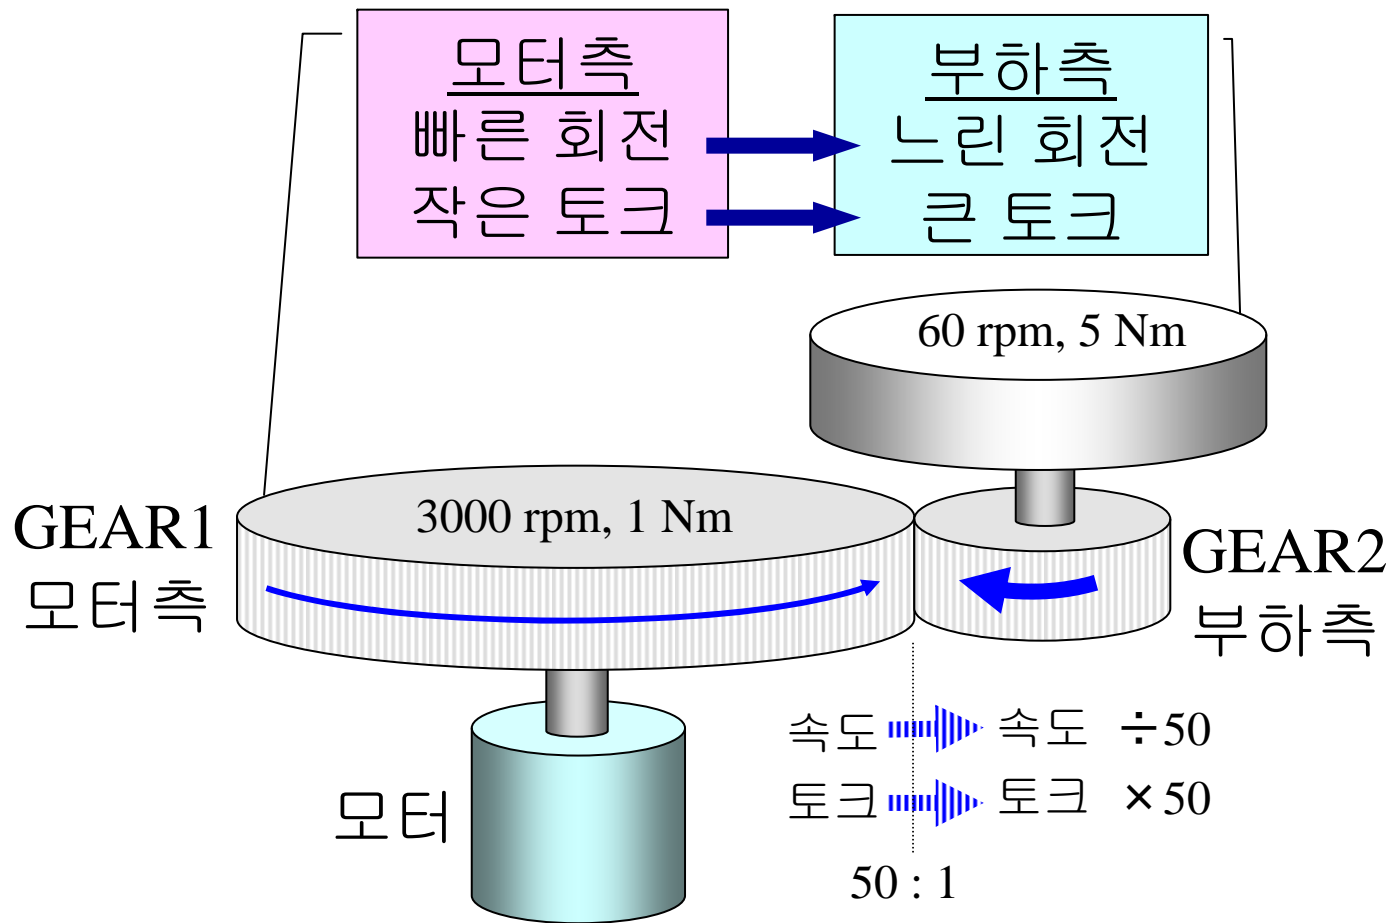 모터측
빠른 회전
작은 토크
부하측
느린 회전
큰 토크
60 rpm, 5 Nm
3000 rpm, 1 Nm
GEAR1
모터측
GEAR2
부하측
속도 속도 ÷50
토크 토크 ×50
모터
50 : 1